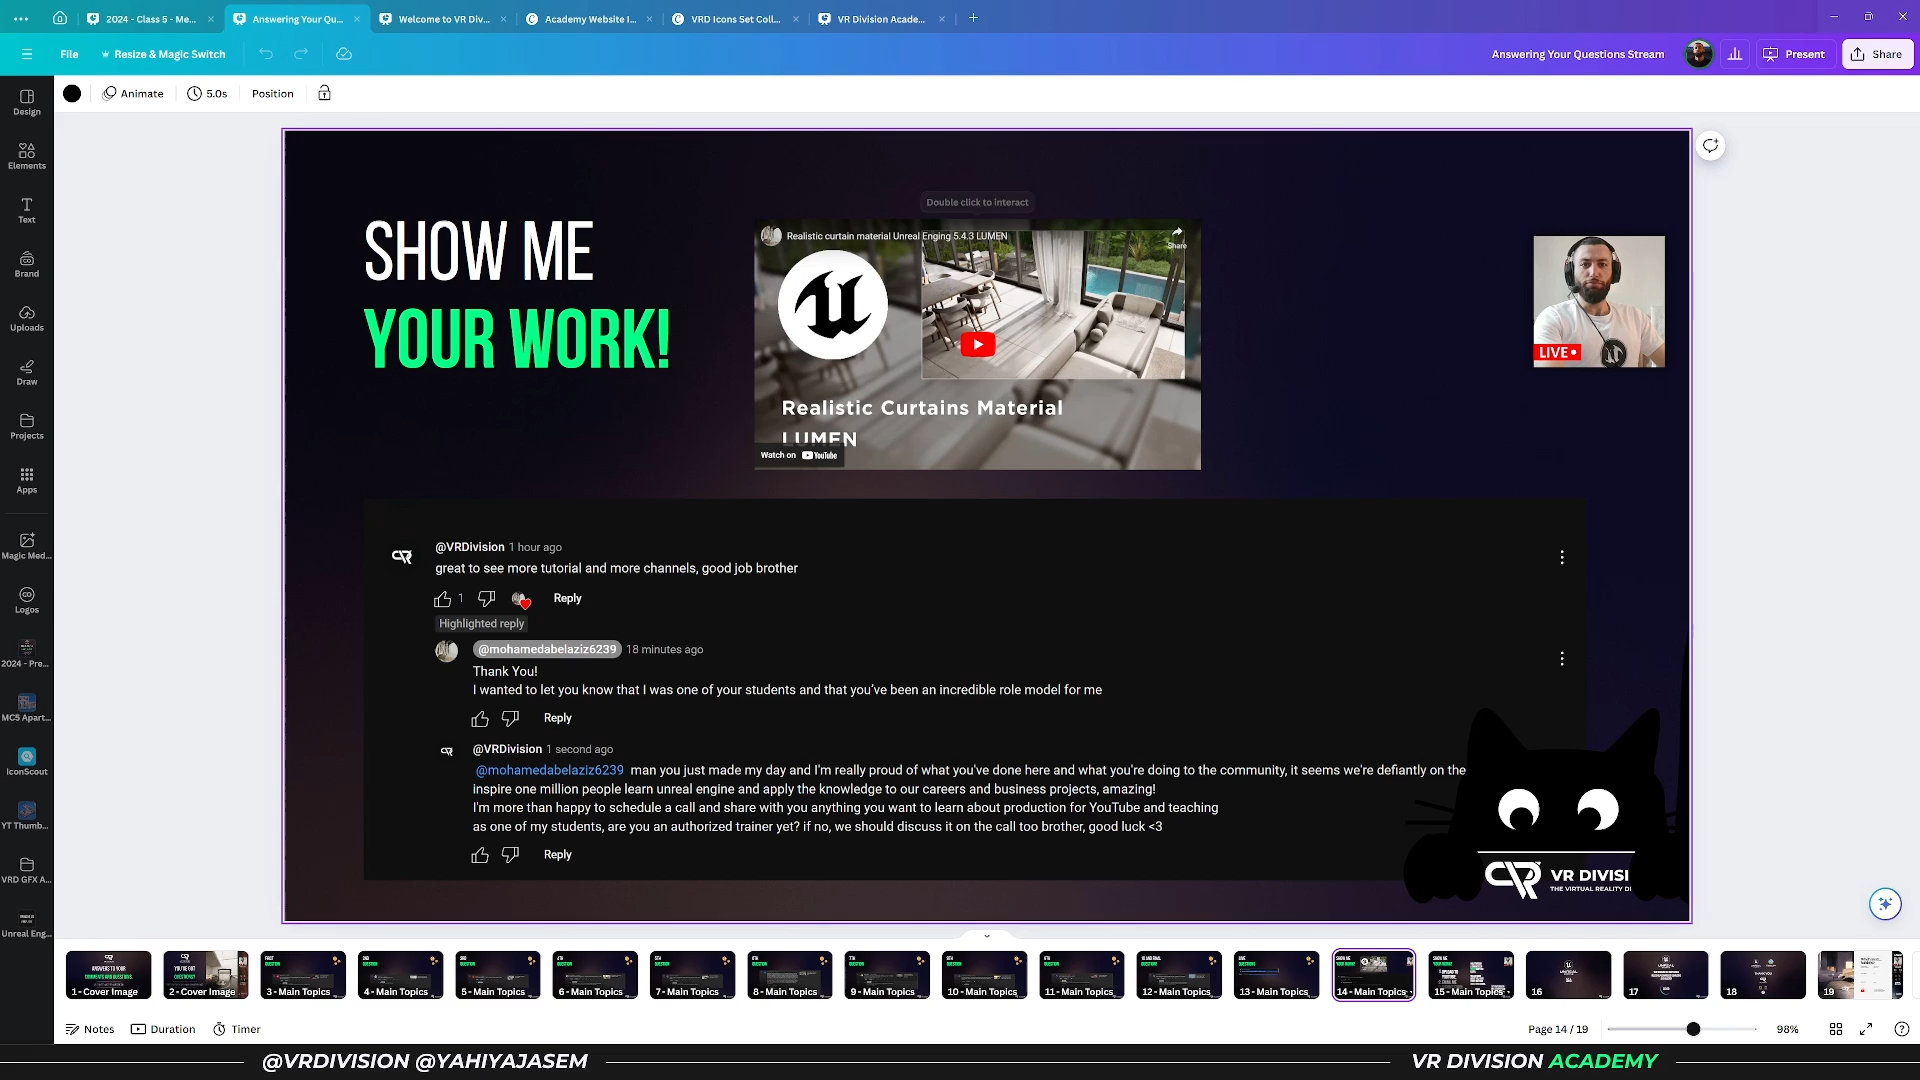 2024 - Class 5 - Me...
Answering Your Qu...
Welcome to VR Div...
Academy Website I...
VRD Icons Set Coll...
VR Division Acade...
File
Resize & Magic Switch
Answering Your Questions Stream
Present
Share
Animate
5.0s
Position
Design
Elements
Text
Brand
Uploads
Draw
Projects
Apps
Magic Med...
Logos
2024 - Pre...
MC5 Apart...
IconScout
YT Thumb...
VRD GFX A...
Unreal Eng...
SHOW ME
YOUR WORK!
Double click to interact
Realistic curtain material Unreal Enging 5.4.3 LUMEN
Share
Realistic Curtains Material
LUMEN
Watch on YouTube
LIVE
@VRDivision 1 hour ago
great to see more tutorial and more channels, good job brother
1
Reply
Highlighted reply
@mohamedabelaziz6239 18 minutes ago
Thank You!
I wanted to let you know that I was one of your students and that you've been an incredible role model for me
Reply
@VRDivision 1 second ago
@mohamedabelaziz6239 man you just made my day and I'm really proud of what you've done here and what you're doing to the community, it seems we're defiantly on the
inspire one million people learn unreal engine and apply the knowledge to our careers and business projects, amazing!
I'm more than happy to schedule a call and share with you anything you want to learn about production for YouTube and teaching
as one of my students, are you an authorized trainer yet? if no, we should discuss it on the call too brother, good luck <3
Reply
VR DIVISI
THE VIRTUAL REALITY DI
1 - Cover Image
2 - Cover Image
3 - Main Topics
4 - Main Topics
5 - Main Topics
6 - Main Topics
7 - Main Topics
8 - Main Topics
9 - Main Topics
10 - Main Topics
11 - Main Topics
12 - Main Topics
13 - Main Topics
14 - Main Topics
15 - Main Topics
16
17
18
19
Notes
Duration
Timer
Page 14 / 19
98%
@VRDIVISION @YAHIYAJASEM
VR DIVISION ACADEMY